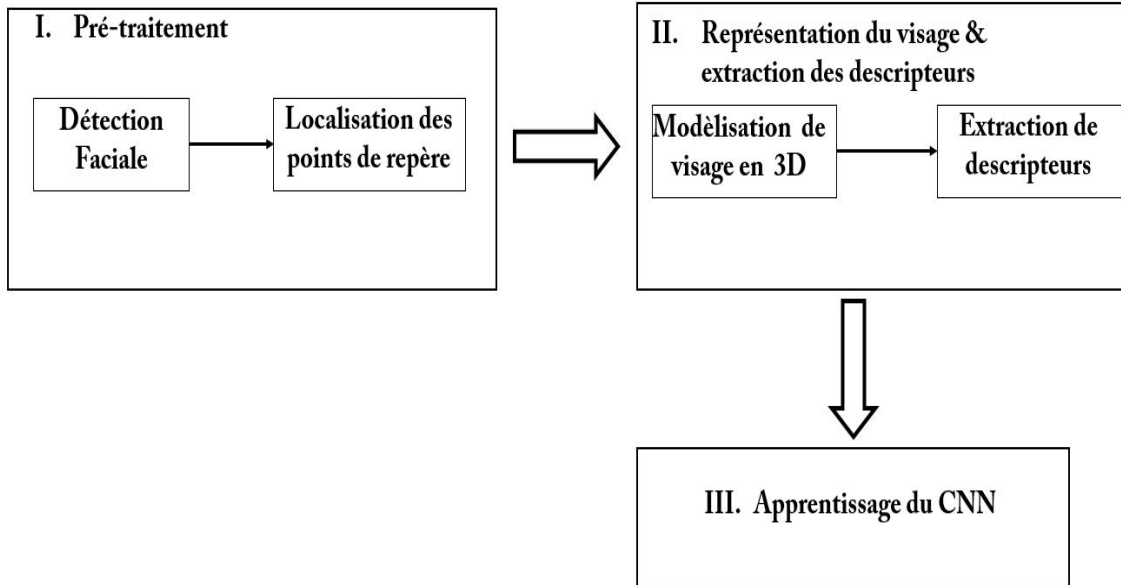 I. Pré-traitement
Détection
Faciale
Localisation des
points de repère
II. Représentation du visage &
extraction des descripteurs
Modèlisation de
visage en 3D
Extraction de
descripteurs
III. Apprentissage du CNN